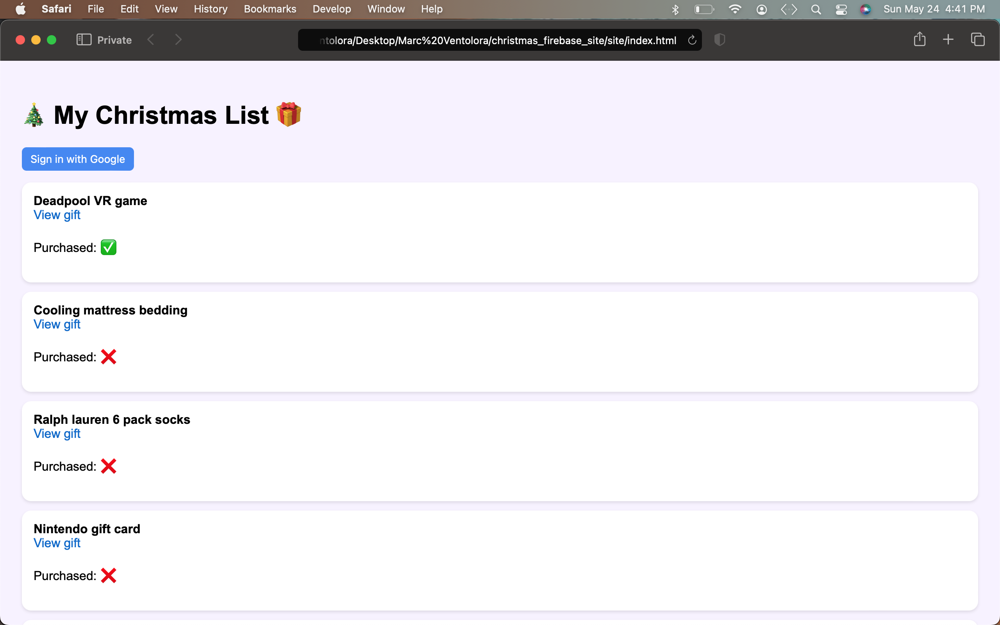 Safari File Edit View History Bookmarks Develop Window Help Sun May 24 4:41 PM
Private ntolora/Desktop/Marc%20Ventolora/christmas_firebase_site/site/index.html
🎄 My Christmas List 🎁
Sign in with Google
Deadpool VR game
View gift
Purchased: ✅
Cooling mattress bedding
View gift
Purchased: ❌
Ralph lauren 6 pack socks
View gift
Purchased: ❌
Nintendo gift card
View gift
Purchased: ❌